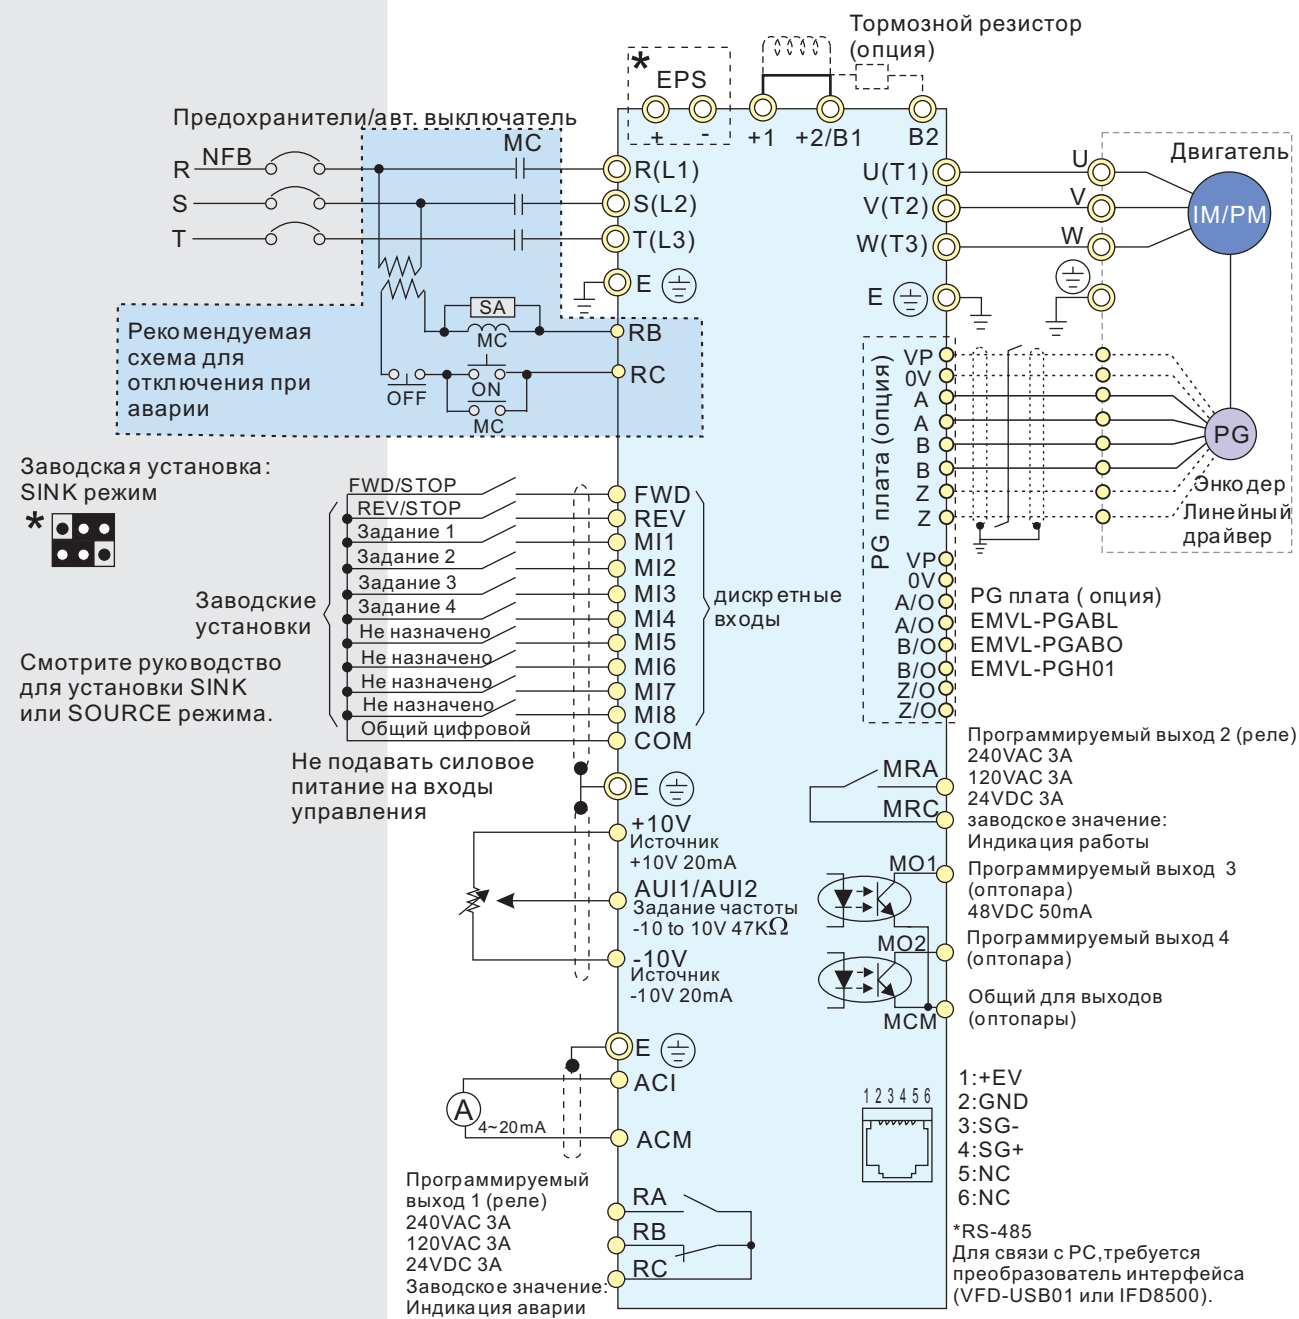 Тормозной резистор
(опция)
*
EPS
+
-
+1
+2/B1
B2
Предохранители/авт. выключатель
R
NFB
MC
R(L1)
S
S(L2)
T
T(L3)
E
U(T1)
V(T2)
W(T3)
E
U
V
W
Двигатель
IM/PM
Рекомендуемая
схема для
отключения при
аварии
SA
MC
RB
OFF
ON
MC
RC
PG плата (опция)
VP
0V
A
A
B
B
Z
Z
PG
Энкодер
Линейный
драйвер
VP
0V
A/O
A/O
B/O
B/O
Z/O
Z/O
PG плата ( опция)
EMVL-PGABL
EMVL-PGABO
EMVL-PGH01
Заводская установка:
SINK режим
*
Заводские
установки
Смотрите руководство
для установки SINK
или SOURCE режима.
FWD/STOP
REV/STOP
Задание 1
Задание 2
Задание 3
Задание 4
Не назначено
Не назначено
Не назначено
Не назначено
Общий цифровой
FWD
REV
MI1
MI2
MI3
MI4
MI5
MI6
MI7
MI8
COM
дискретные
входы
Не подавать силовое
питание на входы
управления
E
+10V
Источник
+10V 20mA
AUI1/AUI2
Задание частоты
-10 to 10V 47KΩ
-10V
Источник
-10V 20mA
E
ACI
A
4~20mA
ACM
MRA
MRC
Программируемый выход 2 (реле)
240VAC 3A
120VAC 3A
24VDC 3A
заводское значение:
Индикация работы
MO1
Программируемый выход 3
(оптопара)
48VDC 50mA
MO2
Программируемый выход 4
(оптопара)
MCM
Общий для выходов
(оптопары)
Программируемый
выход 1 (реле)
240VAC 3A
120VAC 3A
24VDC 3A
Заводское значение:
Индикация аварии
RA
RB
RC
1 2 3 4 5 6
1:+EV
2:GND
3:SG-
4:SG+
5:NC
6:NC
*RS-485
Для связи с PC,требуется
преобразователь интерфейса
(VFD-USB01 или IFD8500).